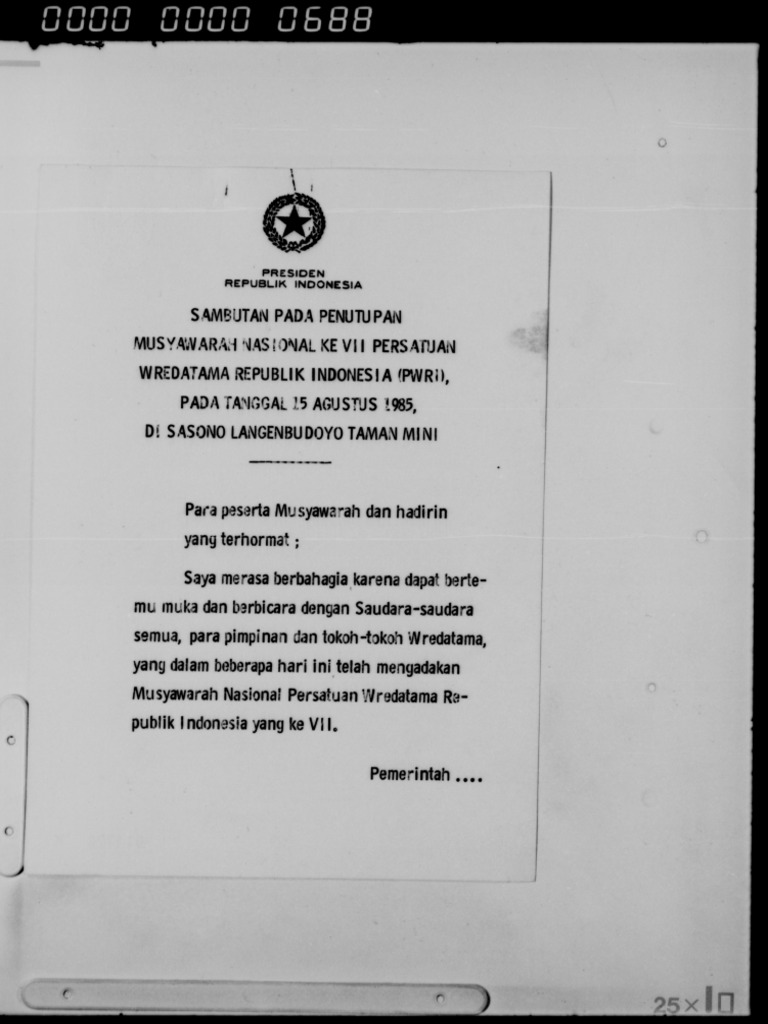 0000 0000 0688
PRESIDEN
REPUBLIK INDONESIA
SAMBUTAN PADA PENUTUPAN
MUSYAWARAH NASIONAL KE VII PERSATUAN
WREDATAMA REPUBLIK INDONESIA (PWRI),
PADA TANGGAL 15 AGUSTUS 1985,
DI SASONO LANGENBUDOYO TAMAN MINI
Para peserta Musyawarah dan hadirin
yang terhormat ;
Saya merasa berbahagia karena dapat berte-
mu muka dan berbicara dengan Saudara-saudara
semua, para pimpinan dan tokoh-tokoh Wredatama,
yang dalam beberapa hari ini telah mengadakan
Musyawarah Nasional Persatuan Wredatama Re-
publik Indonesia yang ke VII.
Pemerintah ....
25×